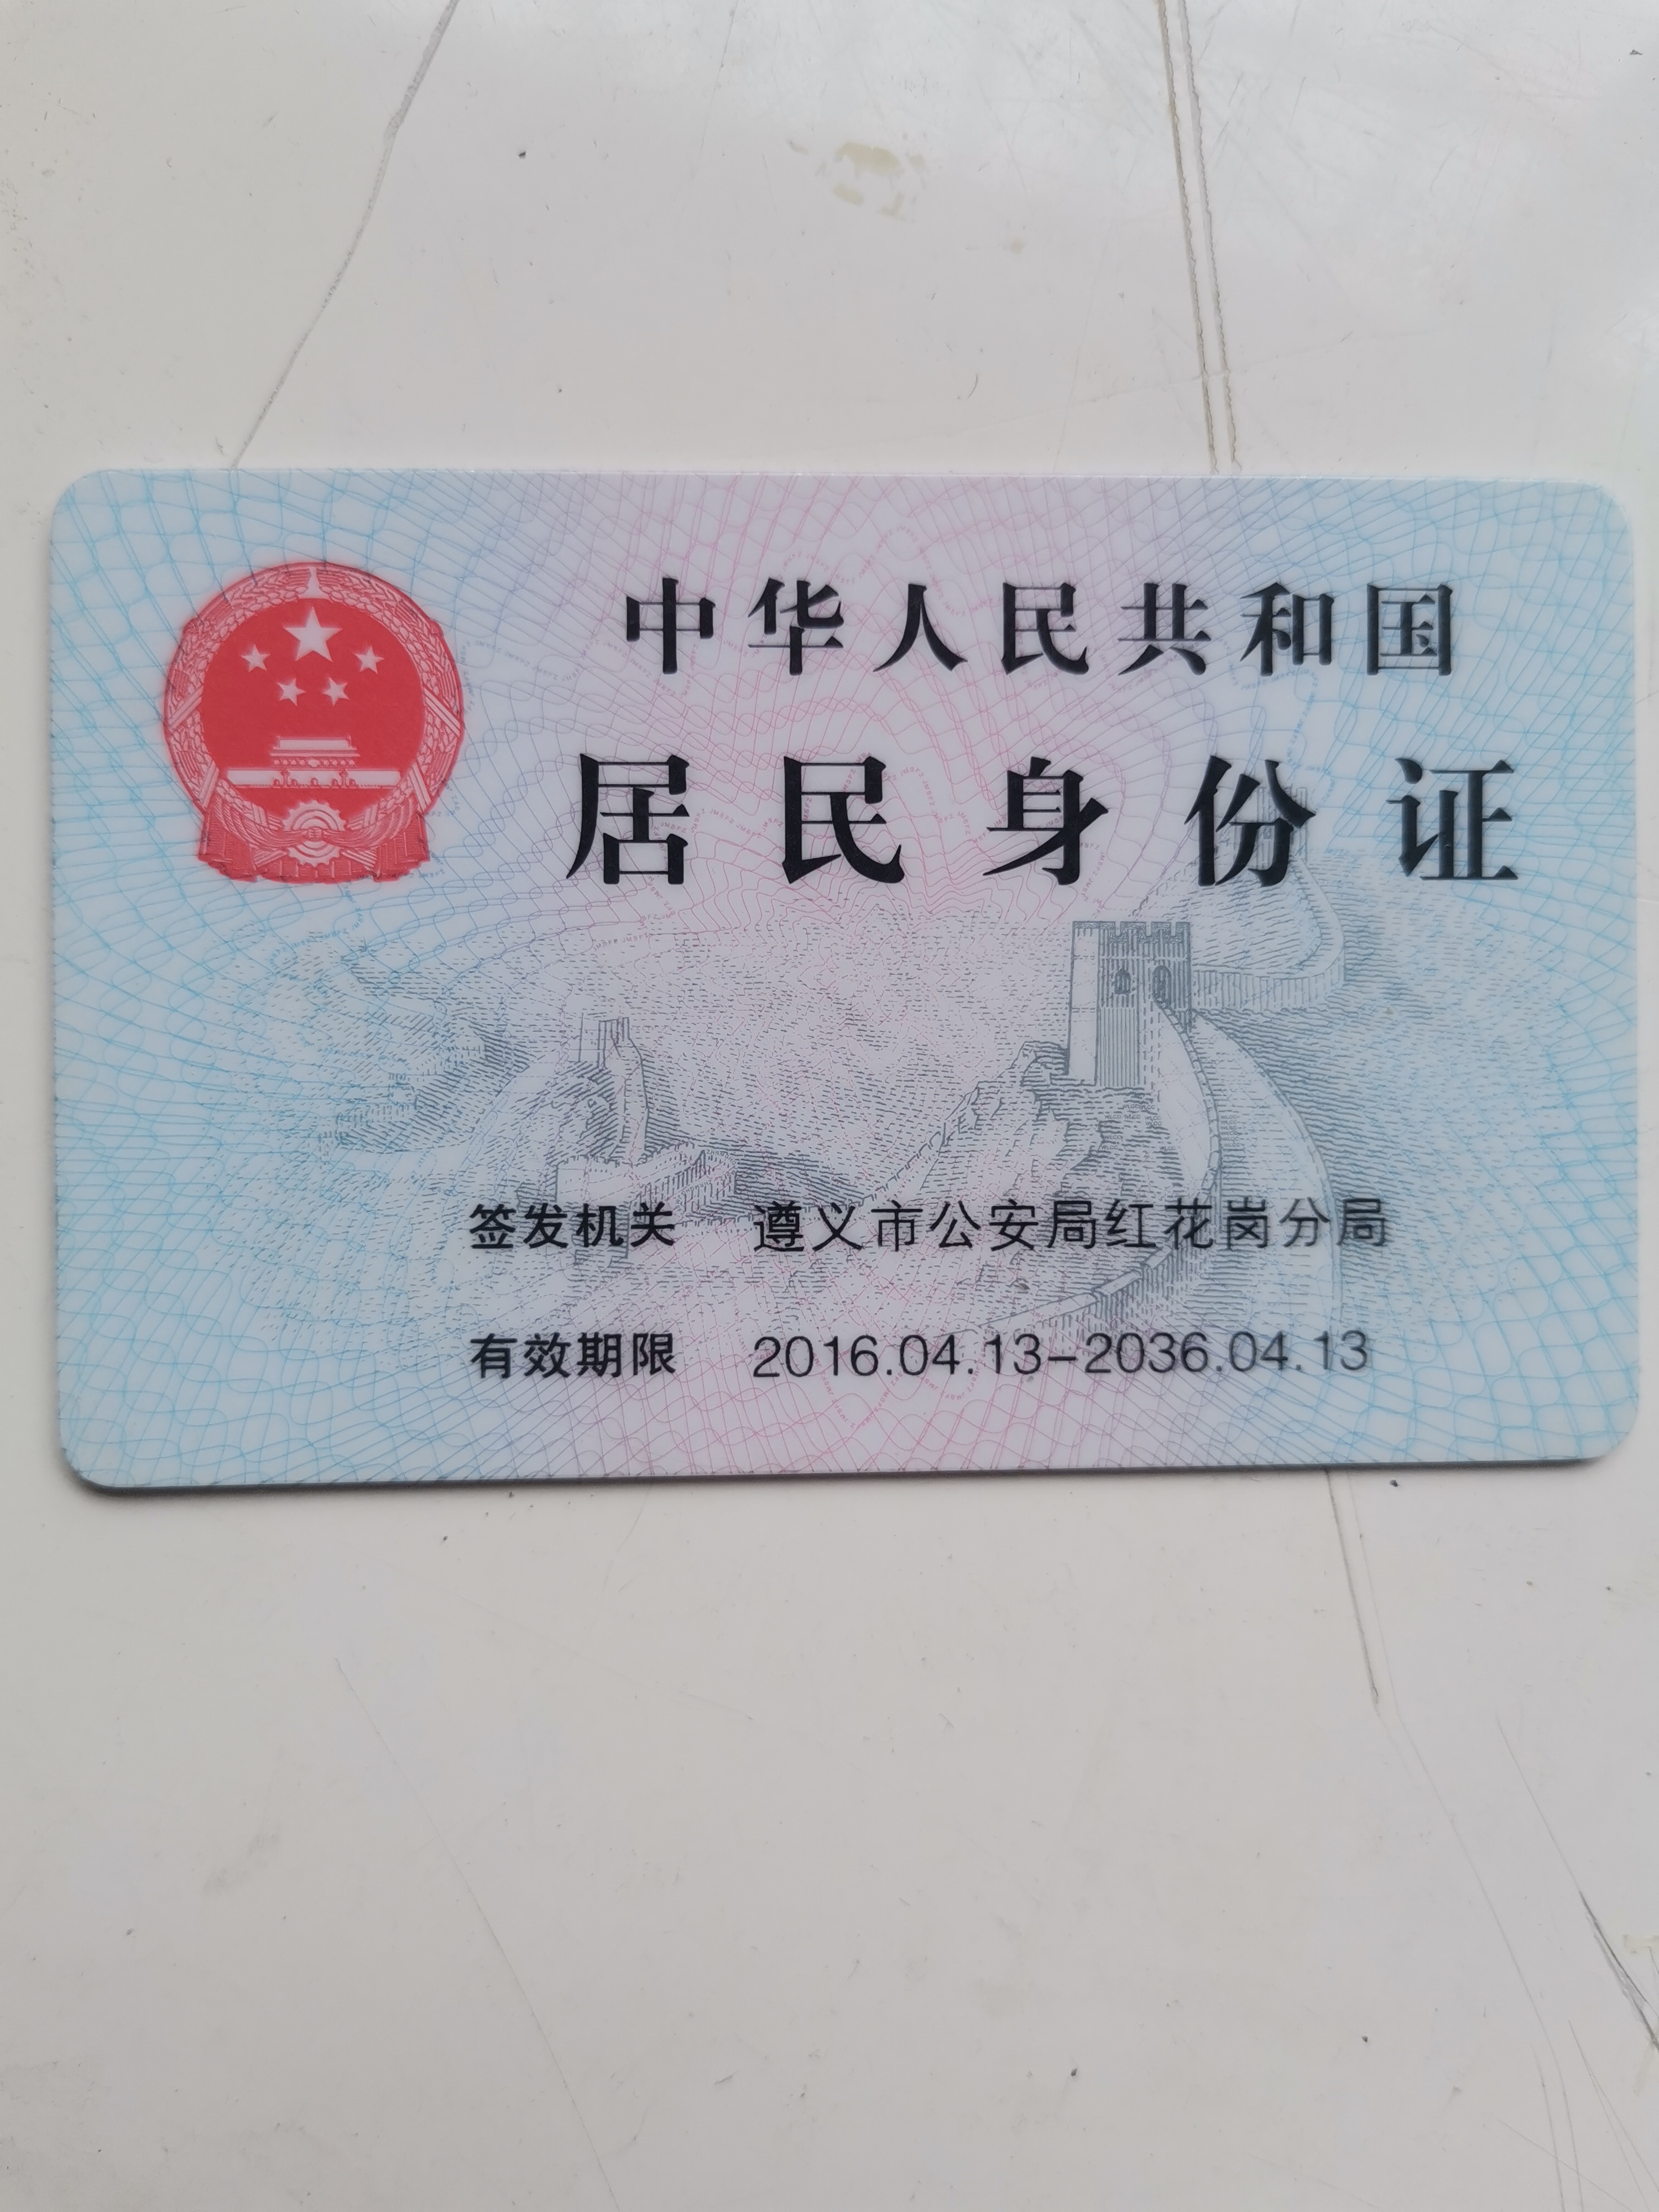 中华人民共和国
居民身份证
签发机关 遵义市公安局红花岗分局
有效期限 2016.04.13-2036.04.13